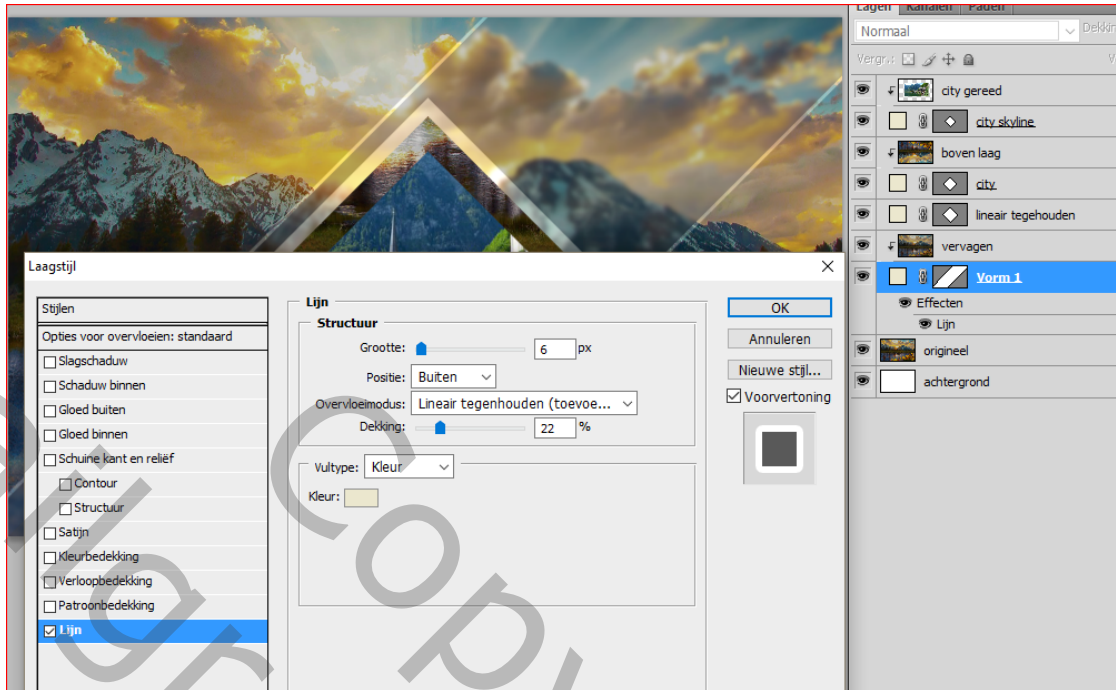 Lagen Kanalen Paden
Normaal
Dekkin
Vergr.:
city gereed
city skyline
boven laag
city
lineair tegehouden
vervagen
Vorm 1
Effecten
Lijn
origineel
achtergrond
Laagstijl
Stijlen
Opties voor overvloeien: standaard
Slagschaduw
Schaduw binnen
Gloed buiten
Gloed binnen
Schuine kant en reliëf
Contour
Structuur
Satijn
Kleurbedekking
Verloopbedekking
Patroonbedekking
Lijn
Lijn
Structuur
Grootte: 6 px
Positie: Buiten
Overvloeimodus: Lineair tegenhouden (toevoe...
Dekking: 22 %
Vultype: Kleur
Kleur:
OK
Annuleren
Nieuwe stijl...
Voorvertoning
Copy